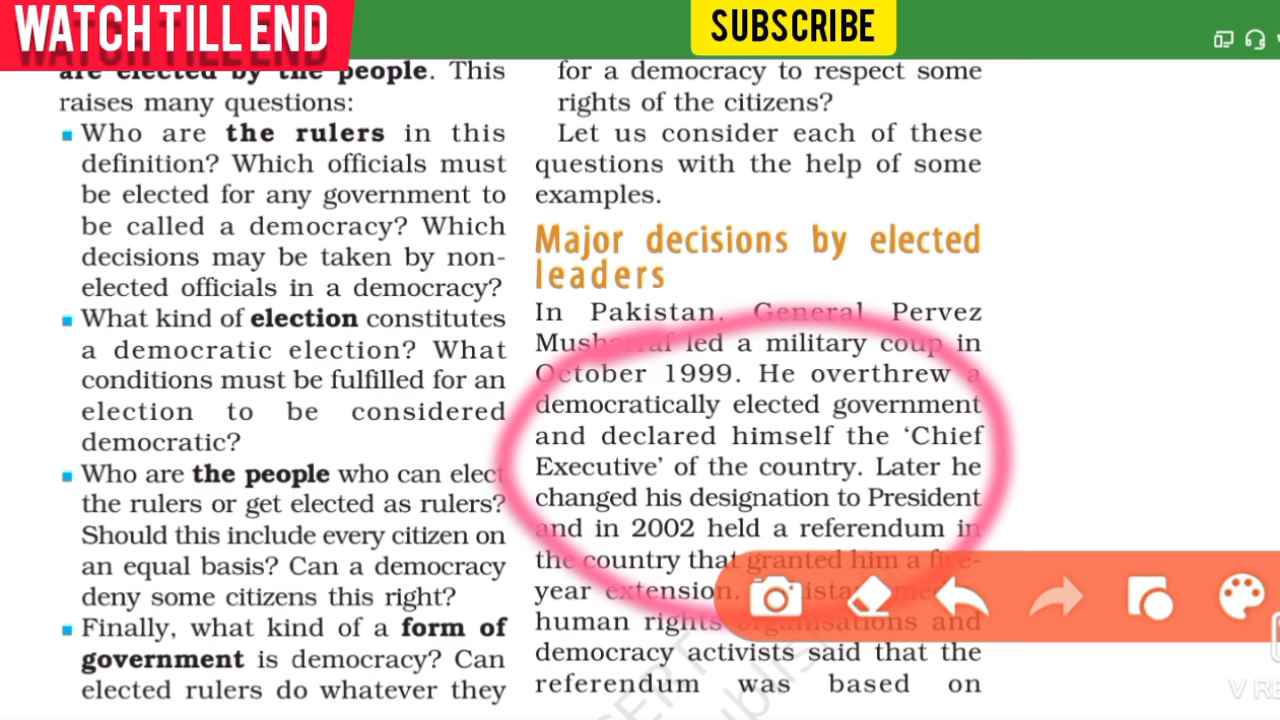 WATCH TILL END
SUBSCRIBE
are elected by the people. This
raises many questions:
Who are the rulers in this
definition? Which officials must
be elected for any government to
be called a democracy? Which
decisions may be taken by non-
elected officials in a democracy?
What kind of election constitutes
a democratic election? What
conditions must be fulfilled for an
election to be considered
democratic?
Who are the people who can elect
the rulers or get elected as rulers?
Should this include every citizen on
an equal basis? Can a democracy
deny some citizens this right?
Finally, what kind of a form of
government is democracy? Can
elected rulers do whatever they
for a democracy to respect some
rights of the citizens?
Let us consider each of these
questions with the help of some
examples.
Major decisions by elected
leaders
In Pakistan, General Pervez
Musharraf led a military coup in
October 1999. He overthrew a
democratically elected government
and declared himself the ‘Chief
Executive’ of the country. Later he
changed his designation to President
and in 2002 held a referendum in
the country that granted him a five-
year extension.
human rights organisations and
democracy activists said that the
referendum was based on